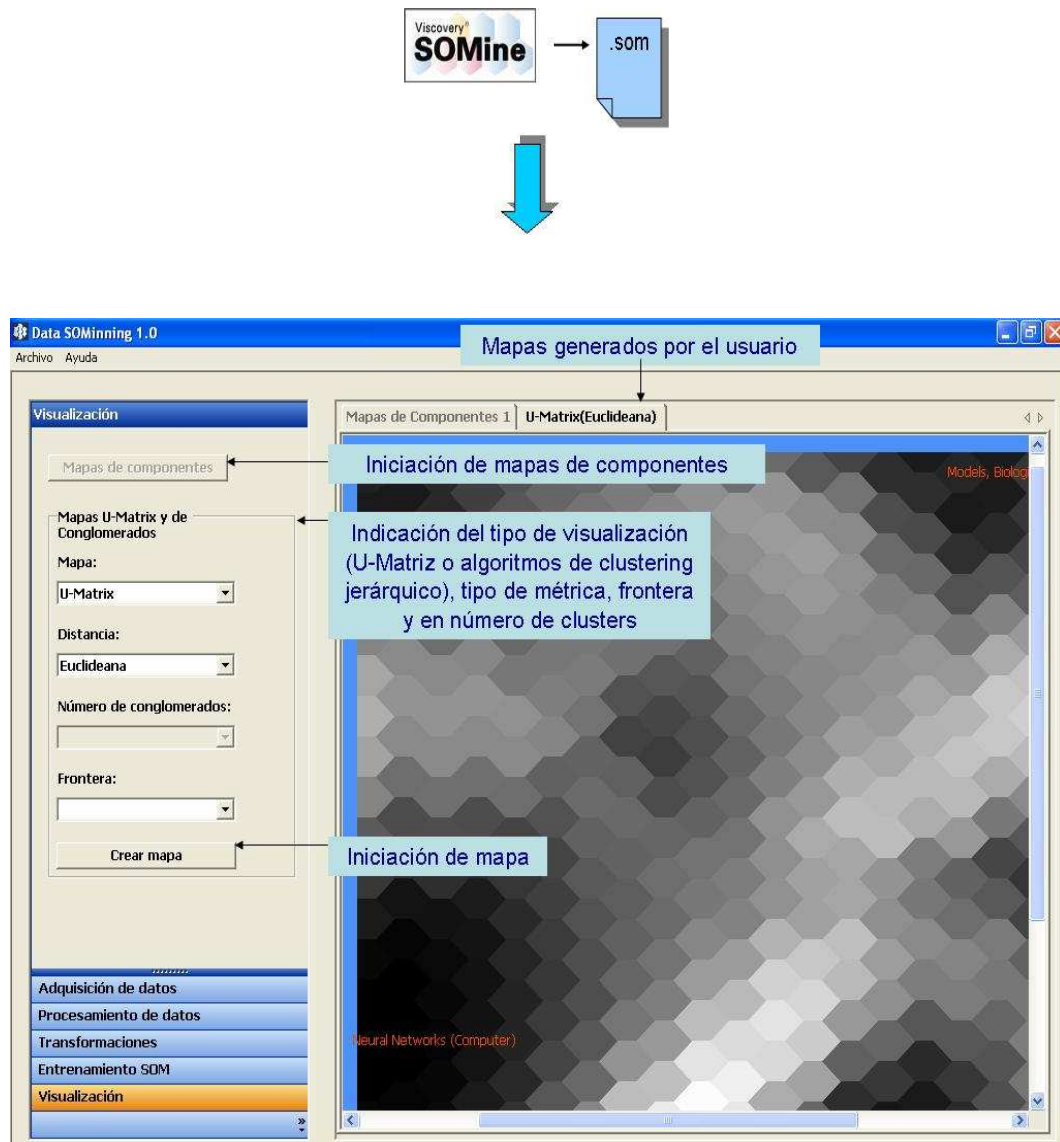 Viscovery®
SOMine
.som
Data SOMinning 1.0
Archivo Ayuda
Mapas generados por el usuario
Visualización
Mapas de Componentes 1 U-Matrix(Euclideana)
Mapas de componentes
Iniciación de mapas de componentes
Models, Biolog
Mapas U-Matrix y de
Conglomerados
Indicación del tipo de visualización
(U-Matriz o algoritmos de clustering
jerárquico), tipo de métrica, frontera
y en número de clusters
Mapa:
U-Matrix
Distancia:
Euclideana
Número de conglomerados:
Frontera:
Crear mapa
Iniciación de mapa
Adquisición de datos
Procesamiento de datos
Transformaciones
Entrenamiento SOM
Visualización
Neural Networks (Computer)